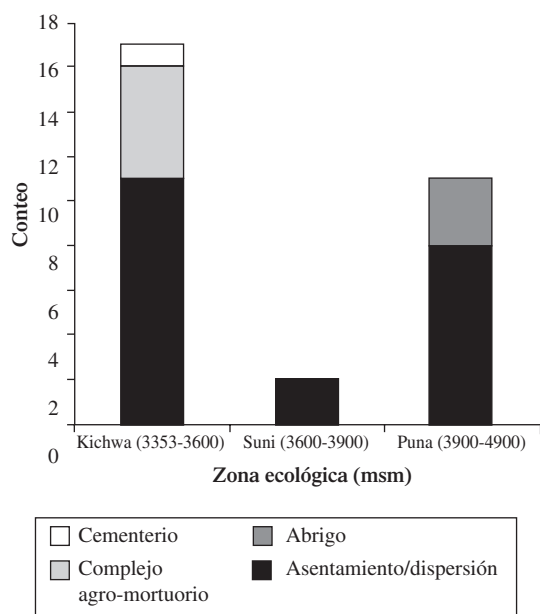 18
16
14
12
10
8
6
4
2
0
Conteo
Kichwa (3353-3600)
Suni (3600-3900)
Puna (3900-4900)
Zona ecológica (msm)
Cementerio
Abrigo
Complejo
agro-mortuorio
Asentamiento/dispersión